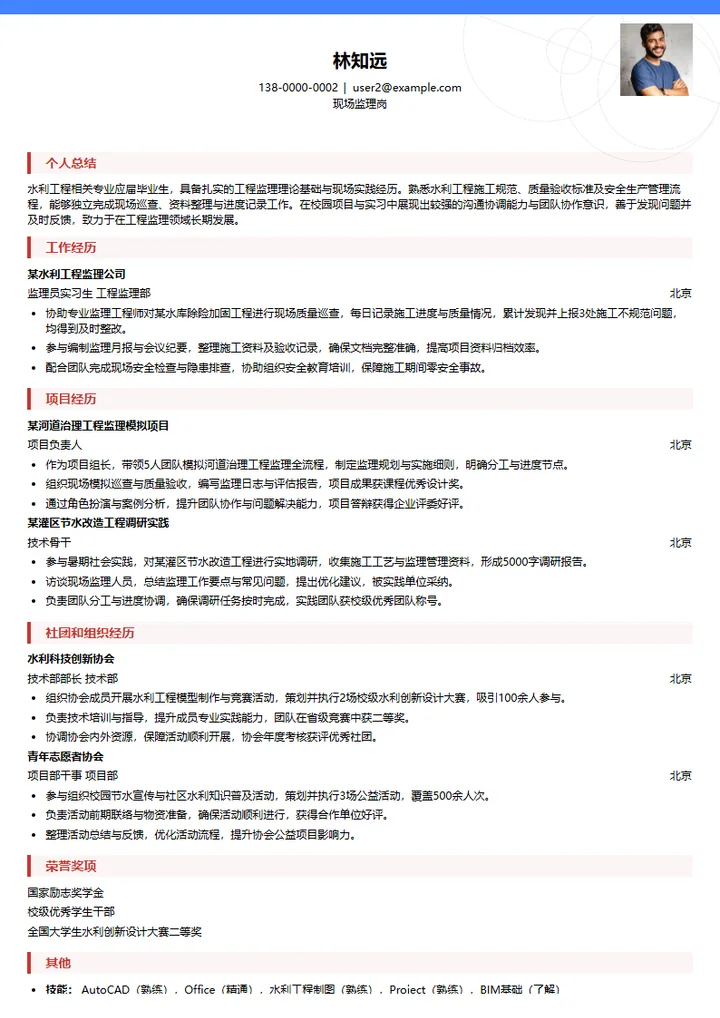 林知远
138-0000-0002 | user2@example.com
现场监理岗
个人总结
水利工程相关专业应届毕业生，具备扎实的工程监理理论基础与现场实践经历。熟悉水利工程施工规范、质量验收标准及安全生产管理流
程，能够独立完成现场巡查、资料整理与进度记录工作。在校园项目与实习中展现出较强的沟通协调能力与团队协作意识，善于发现问题并
及时反馈，致力于在工程监理领域长期发展。
工作经历
某水利工程监理公司
监理员实习生 工程监理部 北京
• 协助专业监理工程师对某水库除险加固工程进行现场质量巡查，每日记录施工进度与质量情况，累计发现并上报3处施工不规范问题，
均得到及时整改。
• 参与编制监理月报与会议纪要，整理施工资料及验收记录，确保文档完整准确，提高项目资料归档效率。
• 配合团队完成现场安全检查与隐患排查，协助组织安全教育培训，保障施工期间零安全事故。
项目经历
某河道治理工程监理模拟项目
项目负责人 北京
• 作为项目组长，带领5人团队模拟河道治理工程监理全流程，制定监理规划与实施细则，明确分工与进度节点。
• 组织现场模拟巡查与质量验收，编写监理日志与评估报告，项目成果获课程优秀设计奖。
• 通过角色扮演与案例分析，提升团队协作与问题解决能力，项目答辩获得企业评委好评。
某灌区节水改造工程调研实践
技术骨干 北京
• 参与暑期社会实践，对某灌区节水改造工程进行实地调研，收集施工工艺与监理管理资料，形成5000字调研报告。
• 访谈现场监理人员，总结监理工作要点与常见问题，提出优化建议，被实践单位采纳。
• 负责团队分工与进度协调，确保调研任务按时完成，实践团队获校级优秀团队称号。
社团和组织经历
水利科技创新协会
技术部部长 技术部 北京
• 组织协会成员开展水利工程模型制作与竞赛活动，策划并执行2场校级水利创新设计大赛，吸引100余人参与。
• 负责技术培训与指导，提升成员专业实践能力，团队在省级竞赛中获二等奖。
• 协调协会内外资源，保障活动顺利开展，协会年度考核获评优秀社团。
青年志愿者协会
项目部干事 项目部 北京
• 参与组织校园节水宣传与社区水利知识普及活动，策划并执行3场公益活动，覆盖500余人次。
• 负责活动前期联络与物资准备，确保活动顺利进行，获得合作单位好评。
• 整理活动总结与反馈，优化活动流程，提升协会公益项目影响力。
荣誉奖项
国家励志奖学金
校级优秀学生干部
全国大学生水利创新设计大赛二等奖
其他
• 技能： AutoCAD（熟练），Office（精通），水利工程制图（熟练），Project（熟练），BIM基础（了解）